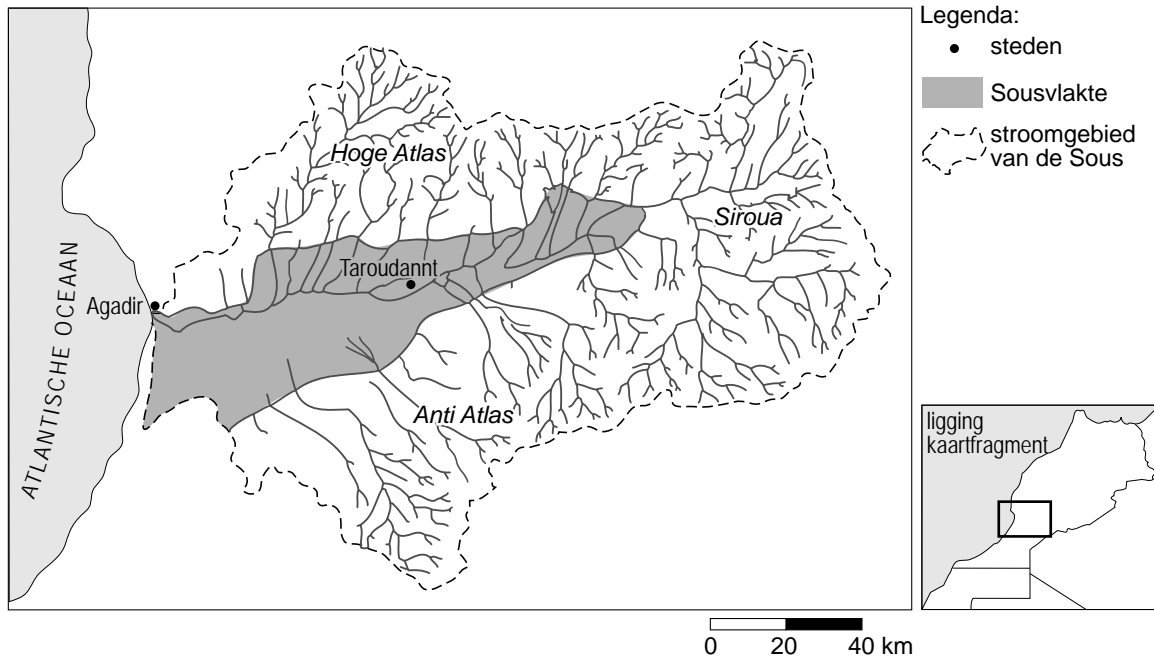 Legenda:
steden
Sousvlakte
stroomgebied
van de Sous
Hoge Atlas
Siroua
Taroudannt
Agadir
ATLANTISCHE OCEAAN
Anti Atlas
ligging
kaartfragment
0 20 40 km